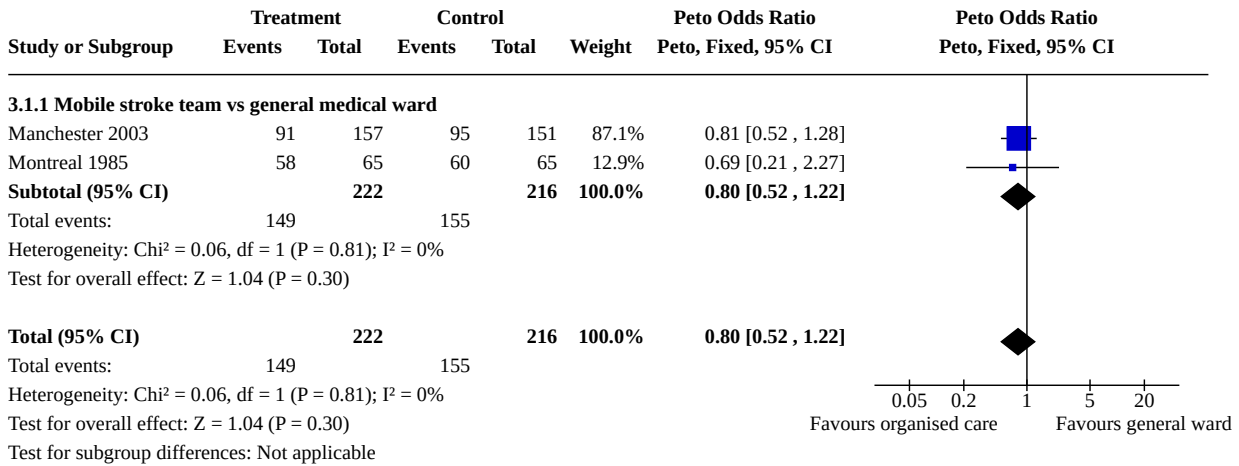 Treatment Control Peto Odds Ratio Peto Odds Ratio
Study or Subgroup Events Total Events Total Weight Peto, Fixed, 95% CI Peto, Fixed, 95% CI
3.1.1 Mobile stroke team vs general medical ward
Manchester 2003 91 157 95 151 87.1% 0.81 [0.52 , 1.28]
Montreal 1985 58 65 60 65 12.9% 0.69 [0.21 , 2.27]
Subtotal (95% CI) 222 216 100.0% 0.80 [0.52 , 1.22]
Total events: 149 155
Heterogeneity: Chi² = 0.06, df = 1 (P = 0.81); I² = 0%
Test for overall effect: Z = 1.04 (P = 0.30)
Total (95% CI) 222 216 100.0% 0.80 [0.52 , 1.22]
Total events: 149 155
Heterogeneity: Chi² = 0.06, df = 1 (P = 0.81); I² = 0%
0.05 0.2 1 5 20
Test for overall effect: Z = 1.04 (P = 0.30)
Favours organised care Favours general ward
Test for subgroup differences: Not applicable